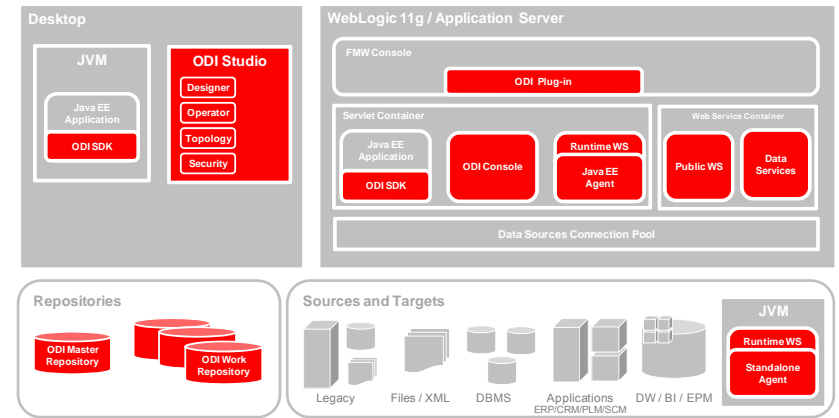 Desktop
JVM
Java EE
Application
ODI SDK
ODI Studio
Designer
Operator
Topology
Security
WebLogic 11g / Application Server
FMW Console
ODI Plug-in
Servlet Container
Java EE
Application
ODI SDK
ODI Console
Runtime WS
Java EE
Agent
Web Service Container
Public WS
Data
Services
Data Sources Connection Pool
Repositories
ODI Master
Repository
ODI Work
Repository
Sources and Targets
Legacy
Files / XML
DBMS
Applications
ERP/CRM/PLM/SCM
DW / BI / EPM
JVM
Runtime WS
Standalone
Agent